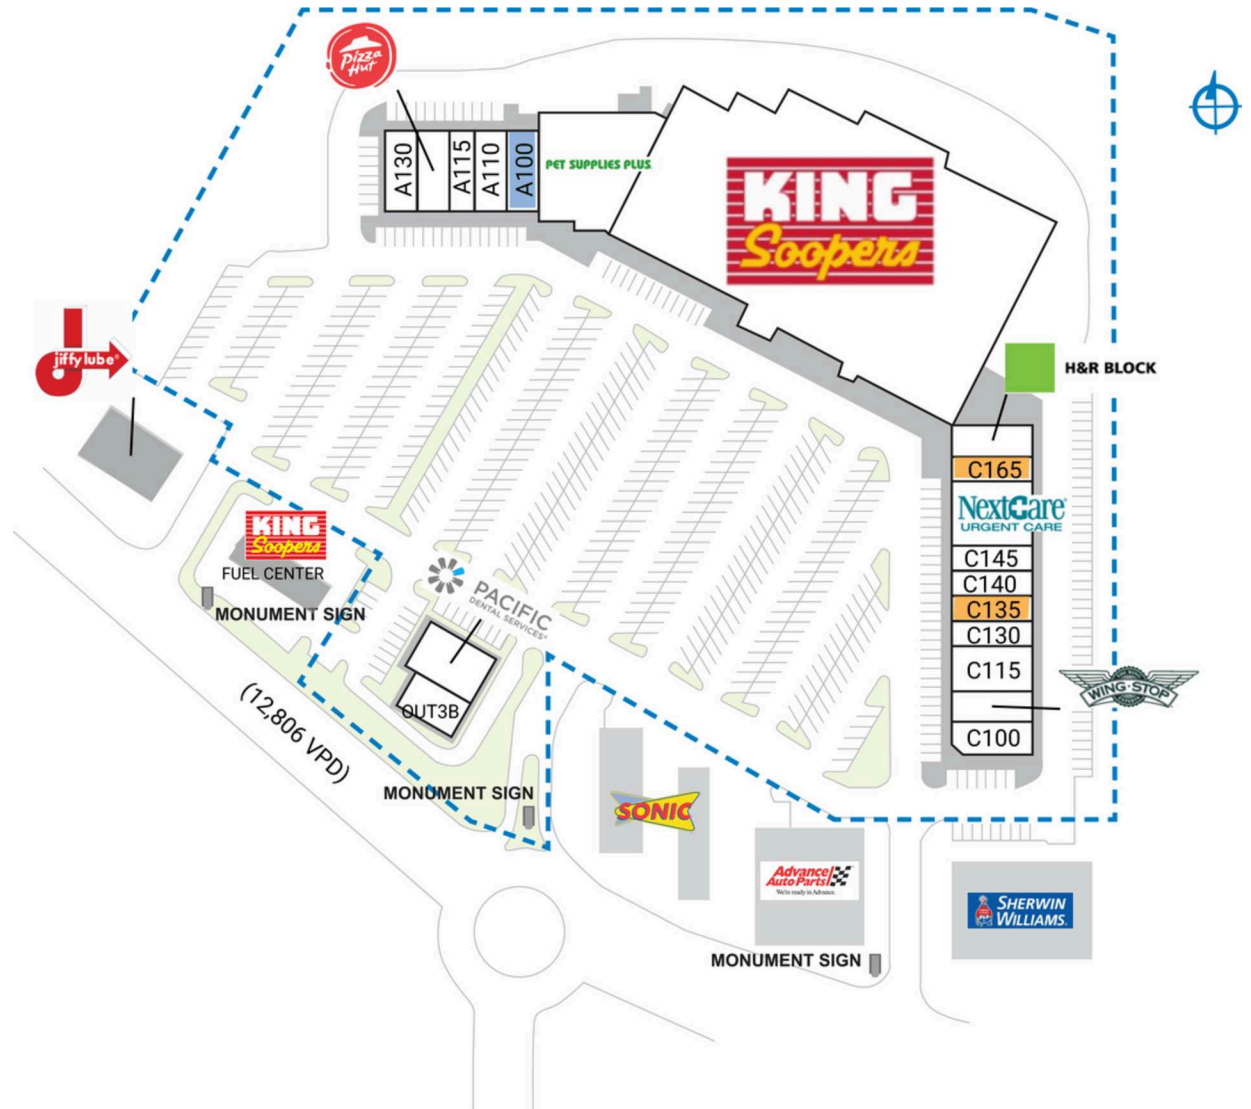 Pizza
Hut
A130
A115
A110
A100
PET SUPPLIES PLUS.
KING
Soopers
jiffy lube®
H&R BLOCK
C165
NextCare®
URGENT CARE
C145
C140
C135
C130
C115
WING·STOP
C100
KING
Soopers
FUEL CENTER
MONUMENT SIGN
PACIFIC
DENTAL SERVICES®
OUT3B
(12,806 VPD)
MONUMENT SIGN
SONIC
Advance
Auto Parts
We're ready in Advance.
SHERWIN
WILLIAMS.
MONUMENT SIGN